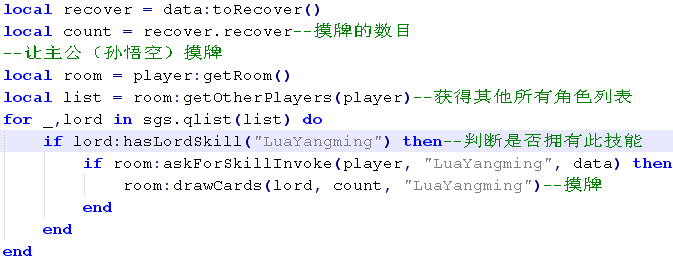 local recover = data:toRecover()
local count = recover.recover--摸牌的数目
--让主公（孙悟空）摸牌
local room = player:getRoom()
local list = room:getOtherPlayers(player)--获得其他所有角色列表
for _,lord in sgs.qlist(list) do
if lord:hasLordSkill("LuaYangming") then--判断是否拥有此技能
if room:askForSkillInvoke(player, "LuaYangming", data) then
room:drawCards(lord, count, "LuaYangming")--摸牌
end
end
end